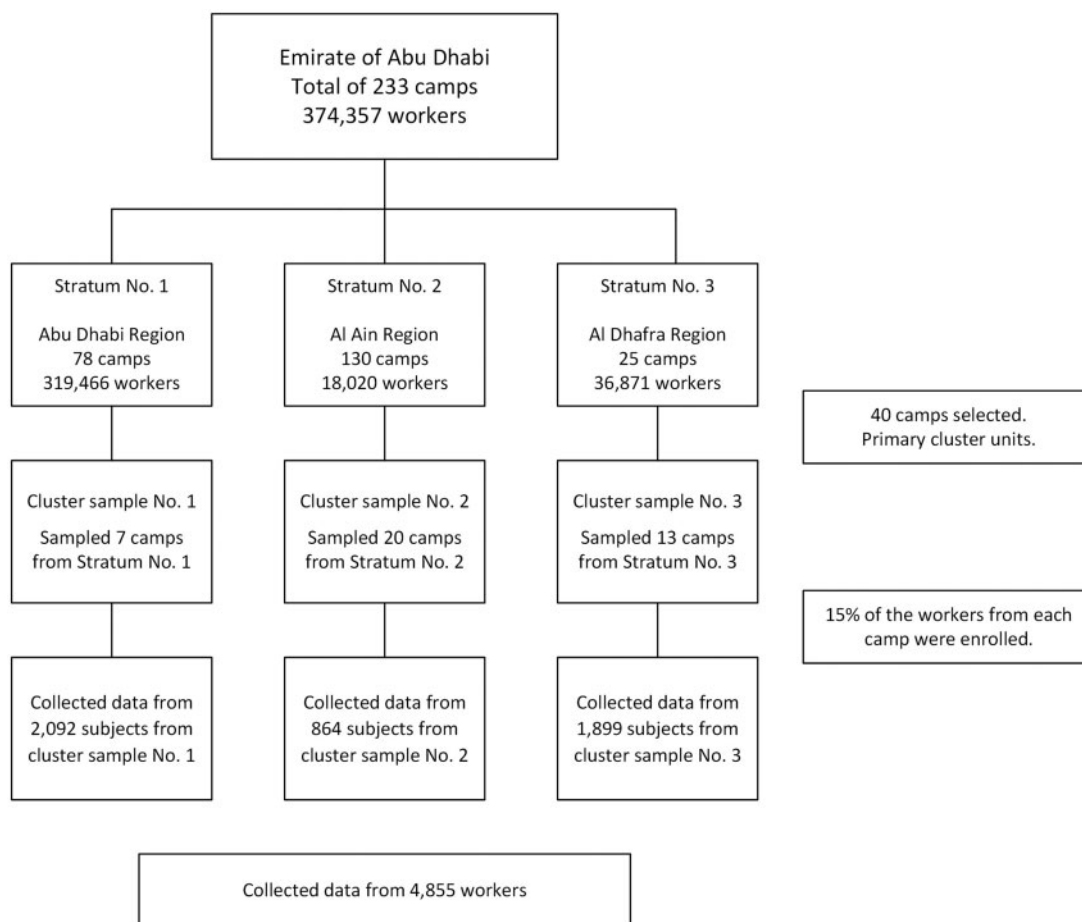 Emirate of Abu Dhabi
Total of 233 camps
374,357 workers
Stratum No. 1
Abu Dhabi Region
78 camps
319,466 workers
Stratum No. 2
Al Ain Region
130 camps
18,020 workers
Stratum No. 3
Al Dhafra Region
25 camps
36,871 workers
40 camps selected.
Primary cluster units.
Cluster sample No. 1
Sampled 7 camps
from Stratum No. 1
Cluster sample No. 2
Sampled 20 camps
from Stratum No. 2
Cluster sample No. 3
Sampled 13 camps
from Stratum No. 3
15% of the workers from each
camp were enrolled.
Collected data from
2,092 subjects from
cluster sample No. 1
Collected data from
864 subjects from
cluster sample No. 2
Collected data from
1,899 subjects from
cluster sample No. 3
Collected data from 4,855 workers